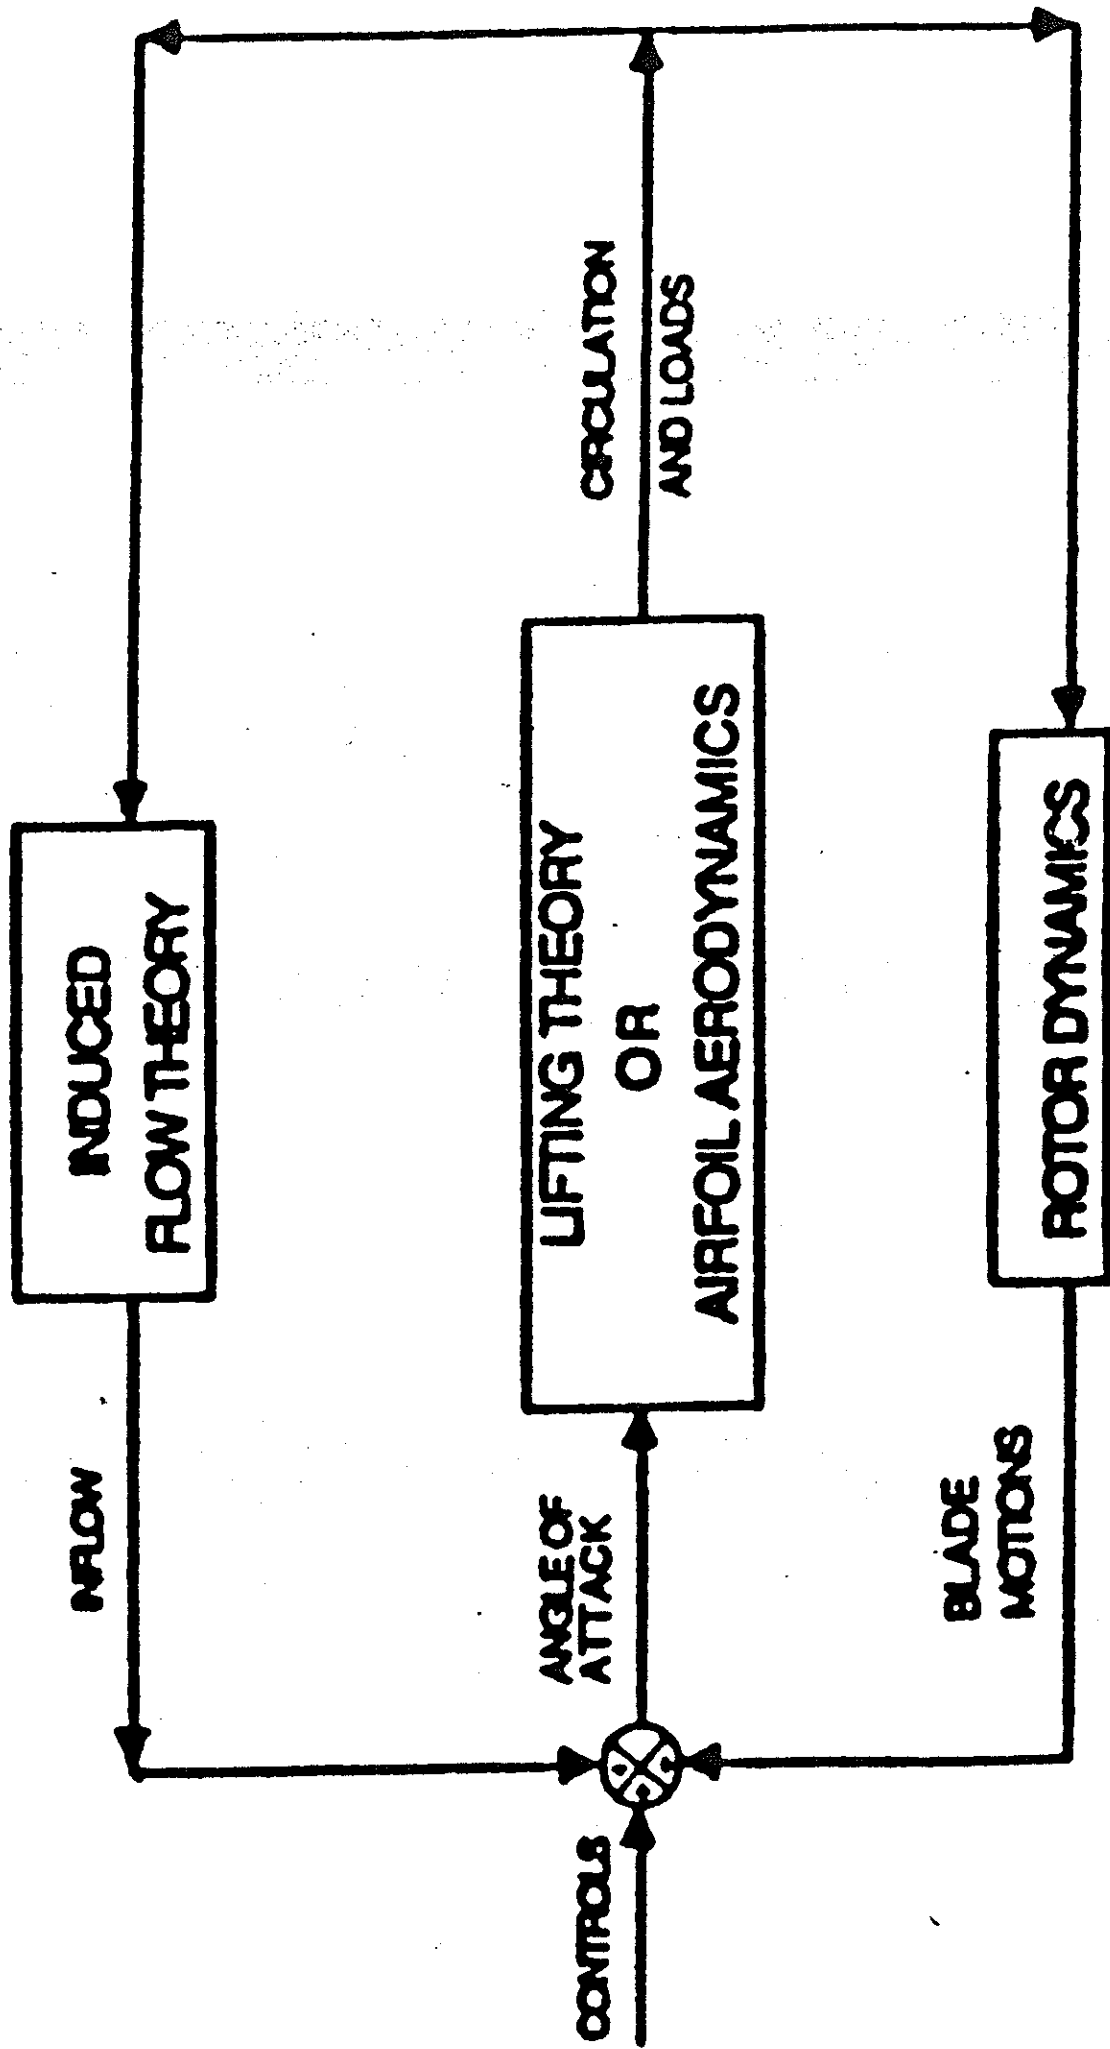 INDUCED
FLOW THEORY
INFLOW
CIRCULATION
AND LOADS
LIFTING THEORY
OR
AIRFOIL AERODYNAMICS
ANGLE OF
ATTACK
CONTROLS
BLADE
MOTIONS
ROTOR DYNAMICS